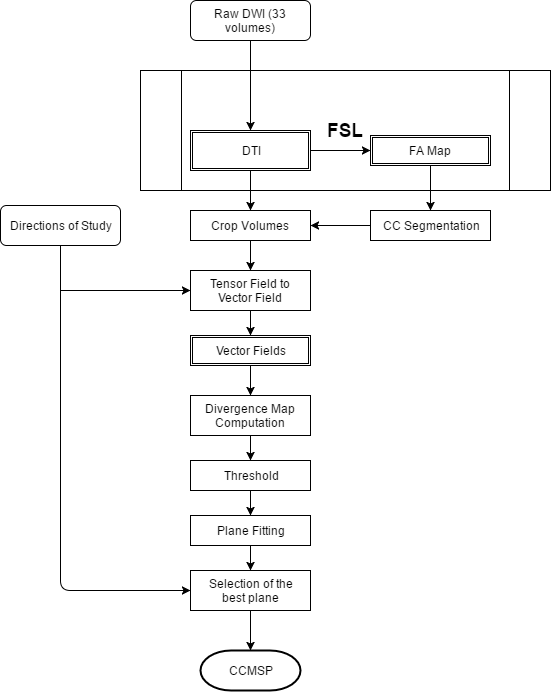 Raw DWI (33
volumes)
FSL
DTI
FA Map
Directions of Study
Crop Volumes
CC Segmentation
Tensor Field to
Vector Field
Vector Fields
Divergence Map
Computation
Threshold
Plane Fitting
Selection of the
best plane
CCMSP